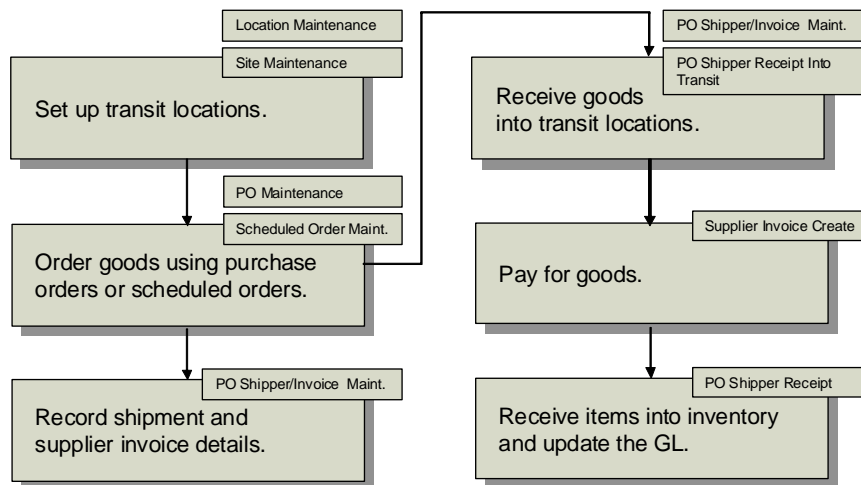 Location Maintenance
Site Maintenance
Set up transit locations.
PO Maintenance
Scheduled Order Maint.
Order goods using purchase
orders or scheduled orders.
PO Shipper/Invoice Maint.
Record shipment and
supplier invoice details.
PO Shipper/Invoice Maint.
PO Shipper Receipt Into
Transit
Receive goods
into transit locations.
Supplier Invoice Create
Pay for goods.
PO Shipper Receipt
Receive items into inventory
and update the GL.